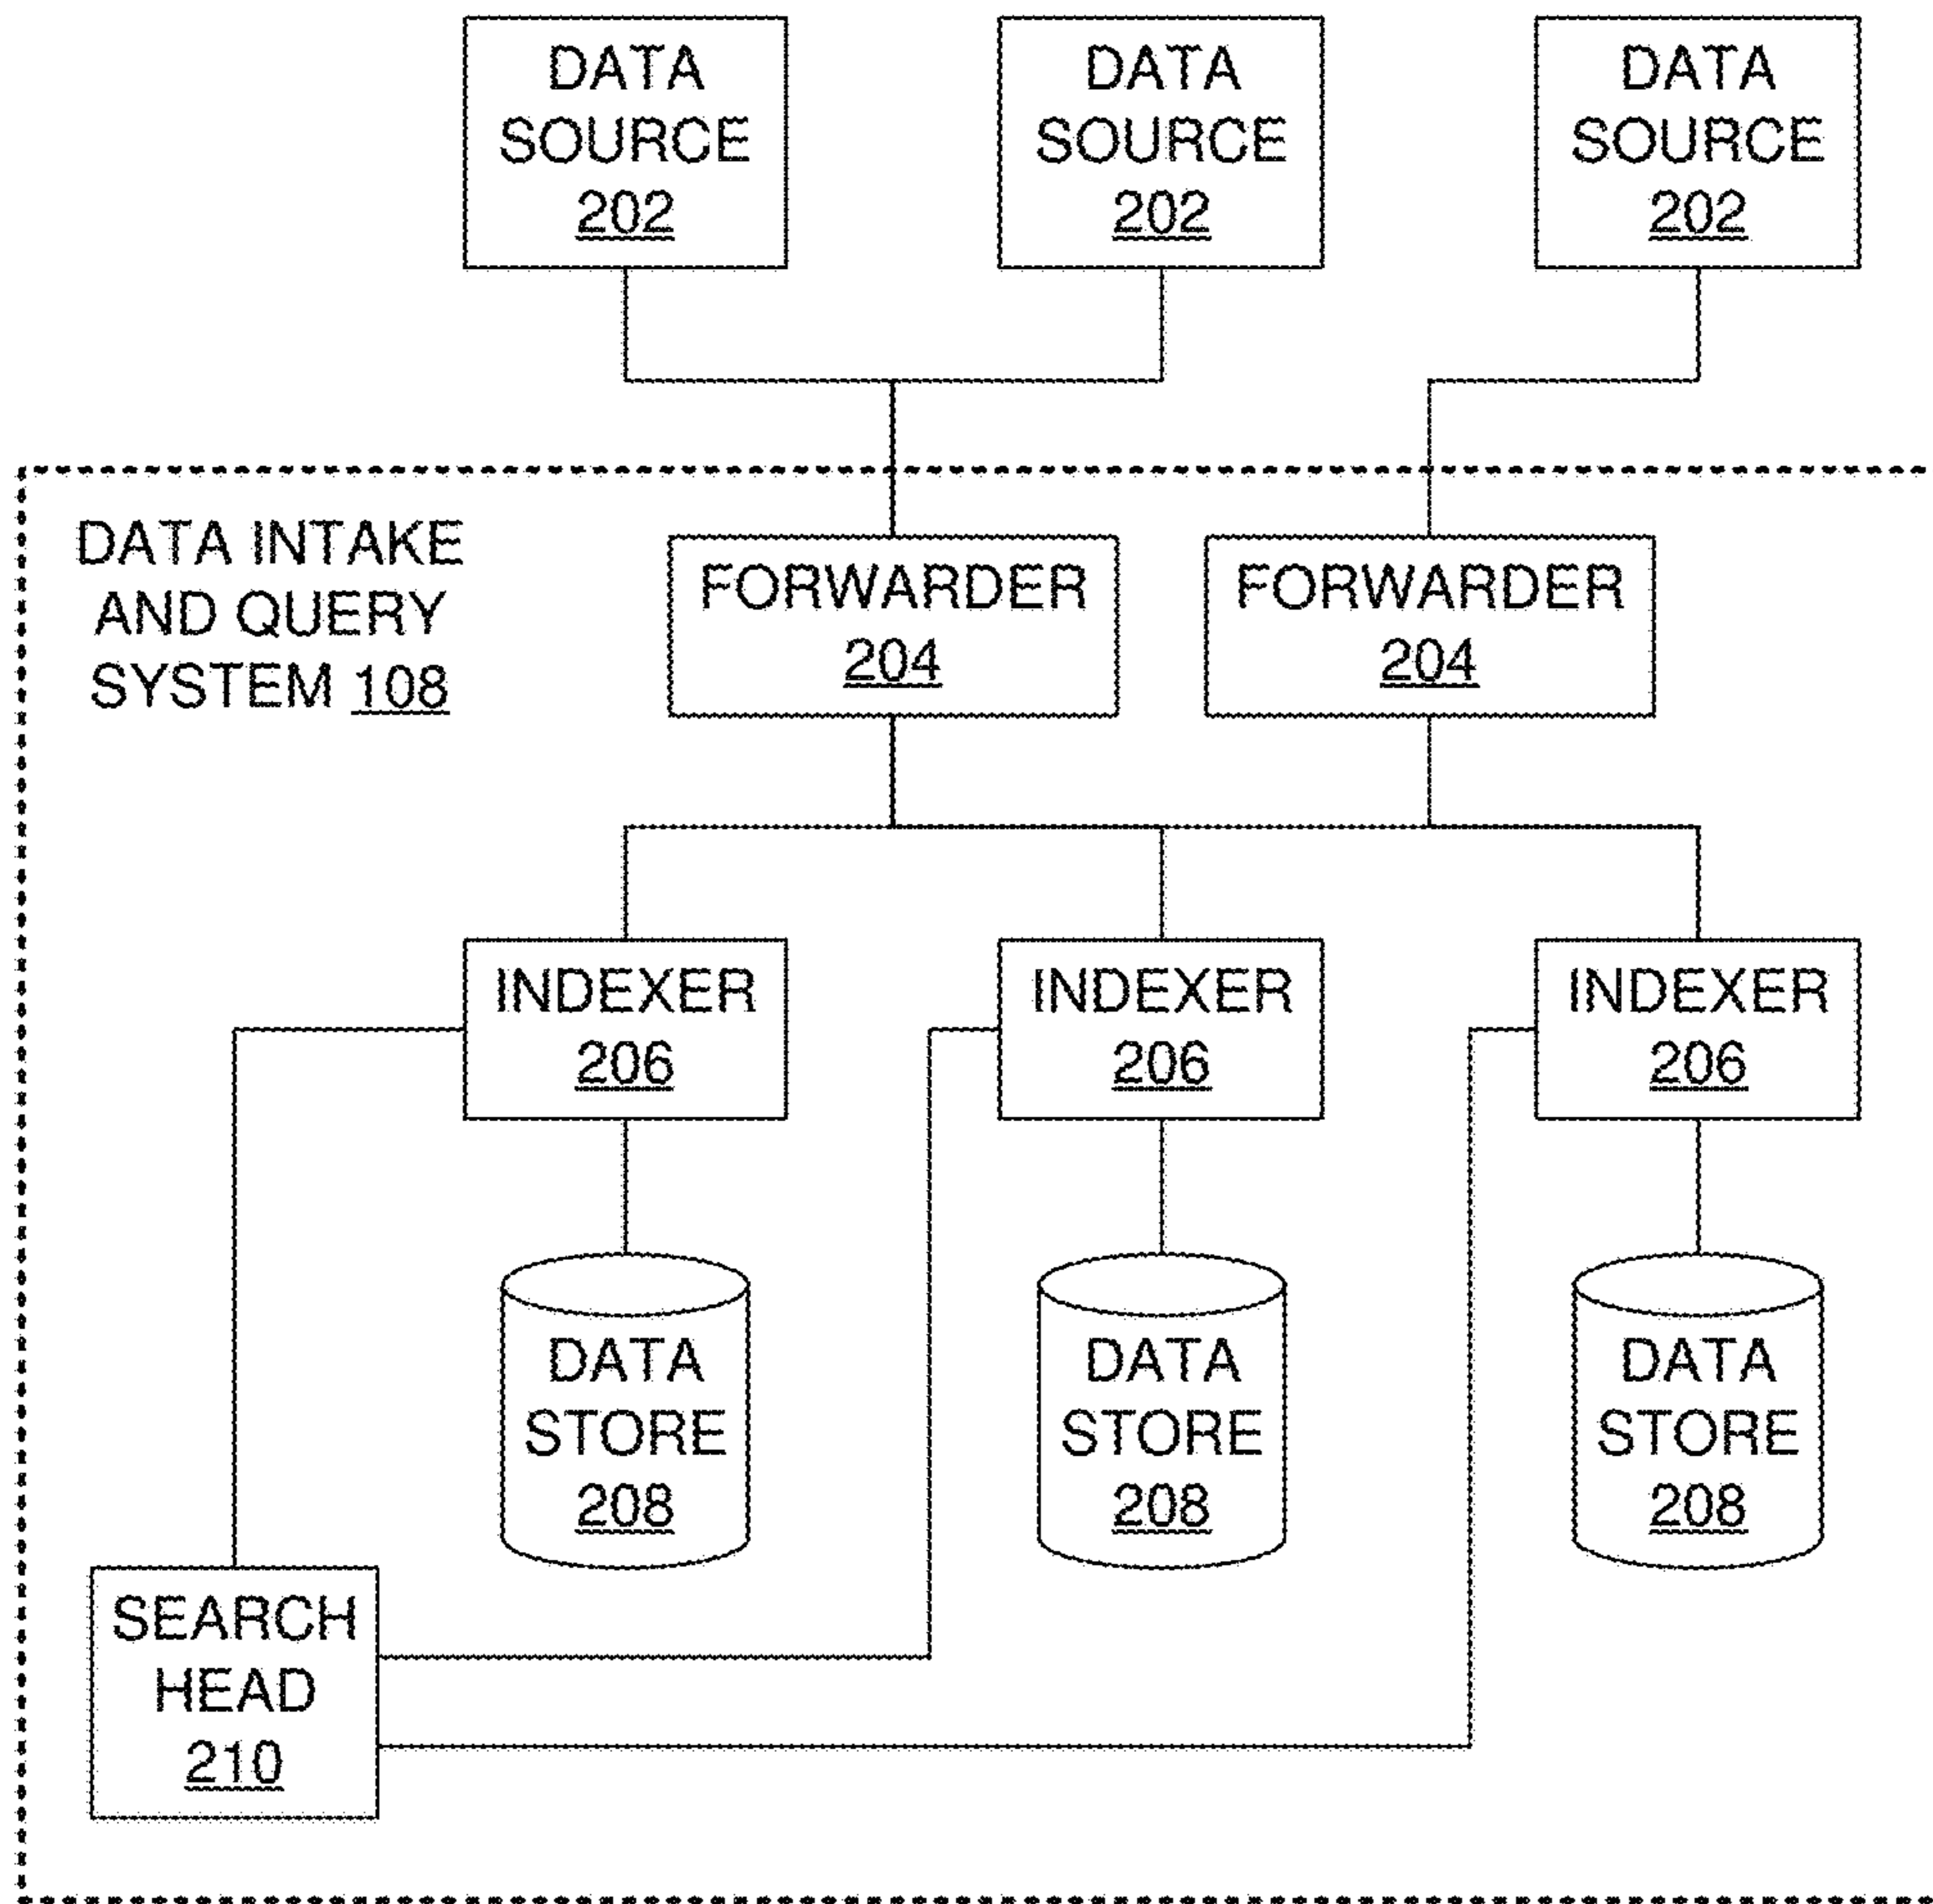 DATA
SOURCE
202
DATA
SOURCE
202
DATA
SOURCE
202
DATA INTAKE
AND QUERY
SYSTEM 108
FORWARDER
204
FORWARDER
204
INDEXER
206
INDEXER
206
INDEXER
206
DATA
STORE
208
DATA
STORE
208
DATA
STORE
208
SEARCH
HEAD
210